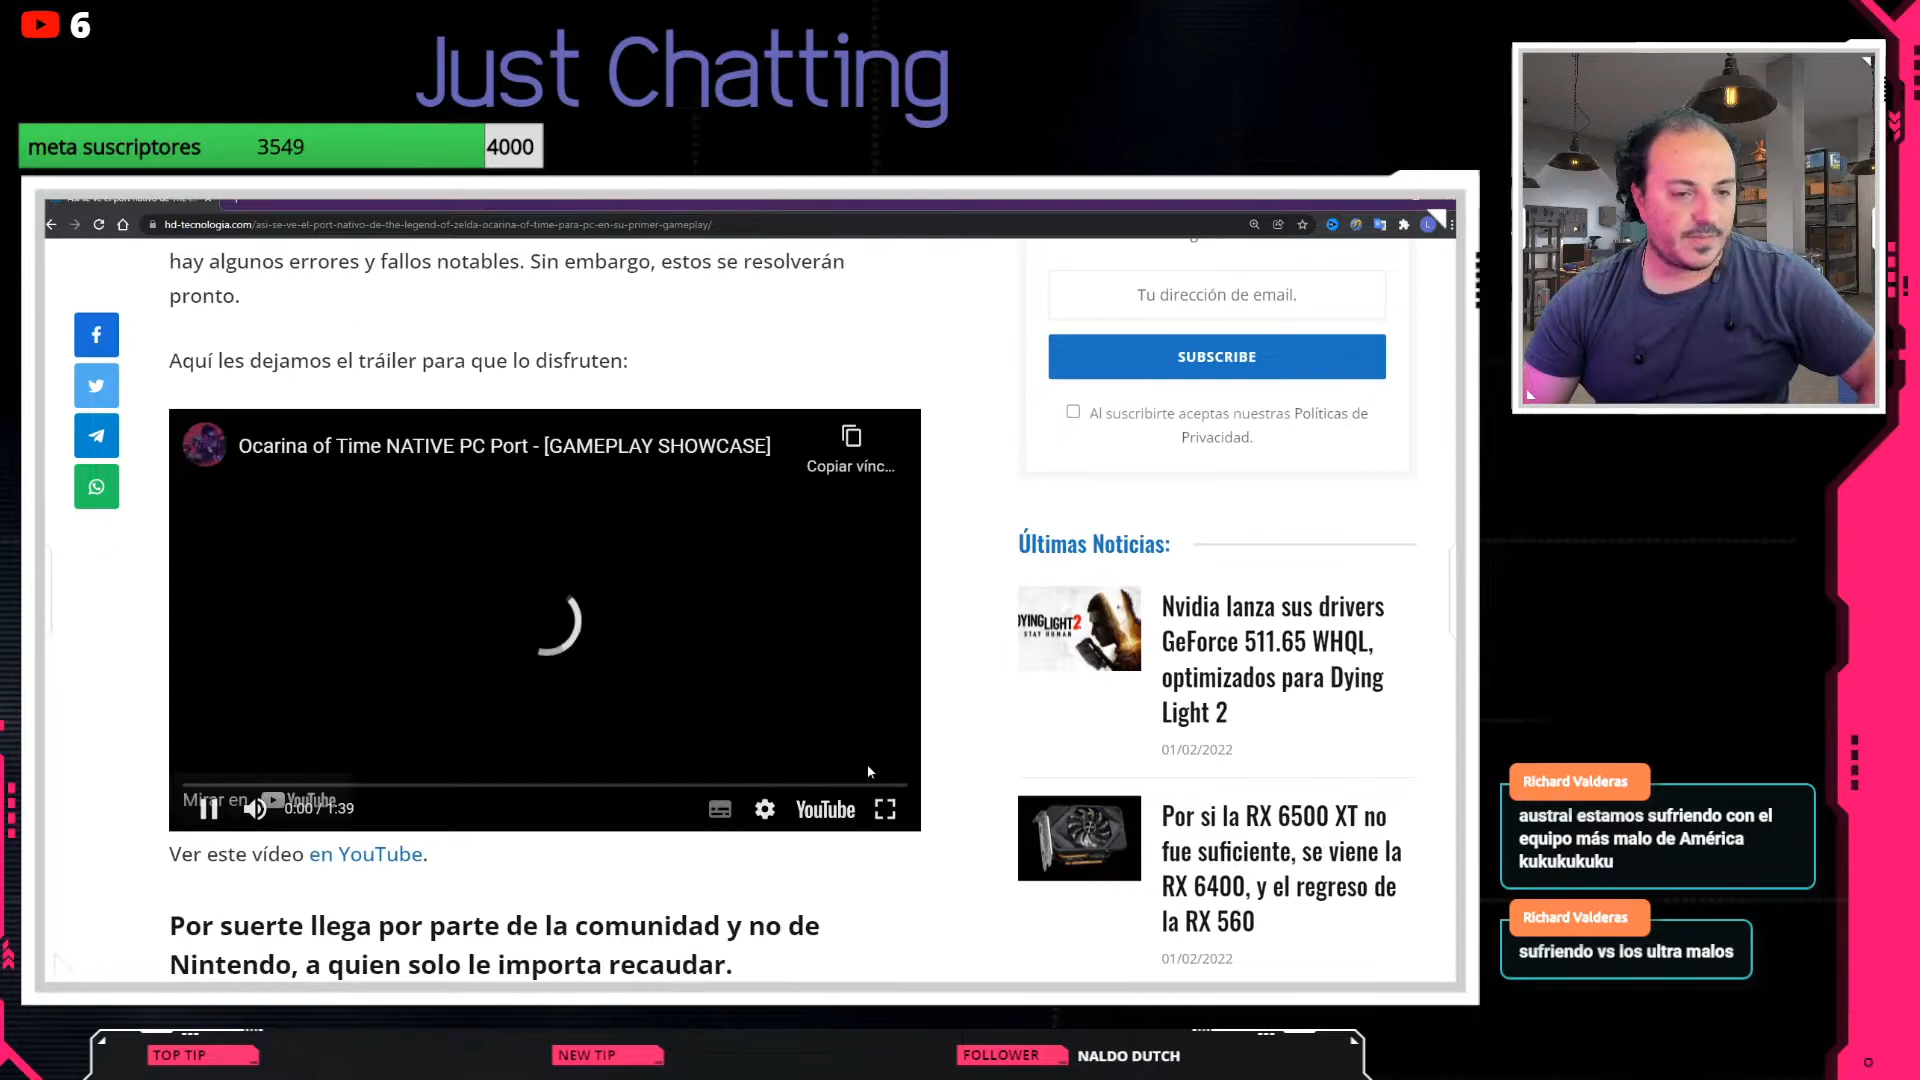 6
Just Chatting
meta suscriptores 3549 4000
hd-tecnologia.com/asi-se-ve-el-port-nativo-de-the-legend-of-zelda-ocarina-of-time-para-pc-en-su-primer-gameplay/
hay algunos errores y fallos notables. Sin embargo, estos se resolverán
pronto.
Aquí les dejamos el tráiler para que lo disfruten:
Ocarina of Time NATIVE PC Port - [GAMEPLAY SHOWCASE]
Copiar vínc...
Mirar en YouTube
0:00 / 1:39
YouTube
Ver este vídeo en YouTube.
Por suerte llega por parte de la comunidad y no de
Nintendo, a quien solo le importa recaudar.
Tu dirección de email.
SUBSCRIBE
Al suscribirte aceptas nuestras Políticas de
Privacidad.
Últimas Noticias:
DYING LIGHT 2
STAY HUMAN
Nvidia lanza sus drivers
GeForce 511.65 WHQL,
optimizados para Dying
Light 2
01/02/2022
Por si la RX 6500 XT no
fue suficiente, se viene la
RX 6400, y el regreso de
la RX 560
01/02/2022
Richard Valderas
austral estamos sufriendo con el
equipo más malo de América
kukukukuku
Richard Valderas
sufriendo vs los ultra malos
TOP TIP
NEW TIP
FOLLOWER NALDO DUTCH